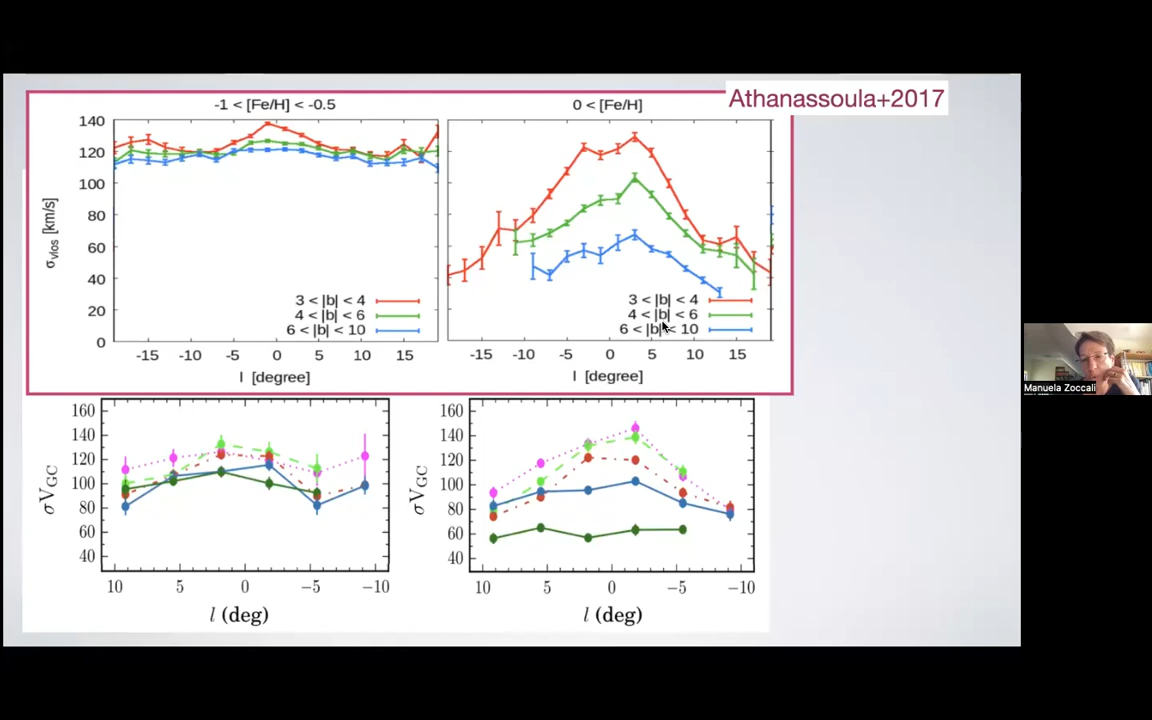 Athanassoula+2017
-1 < [Fe/H] < -0.5
0 < [Fe/H]
140
120
100
80
60
40
20
0
σvlos [km/s]
3 < |b| < 4
4 < |b| < 6
6 < |b| < 10
3 < |b| < 4
4 < |b| < 6
6 < |b| < 10
-15 -10 -5 0 5 10 15
-15 -10 -5 0 5 10 15
l [degree]
l [degree]
Manuela Zoccali
160
140
120
100
80
60
40
σ VGC
160
140
120
100
80
60
40
σ VGC
10 5 0 −5 −10
10 5 0 −5 −10
l (deg)
l (deg)